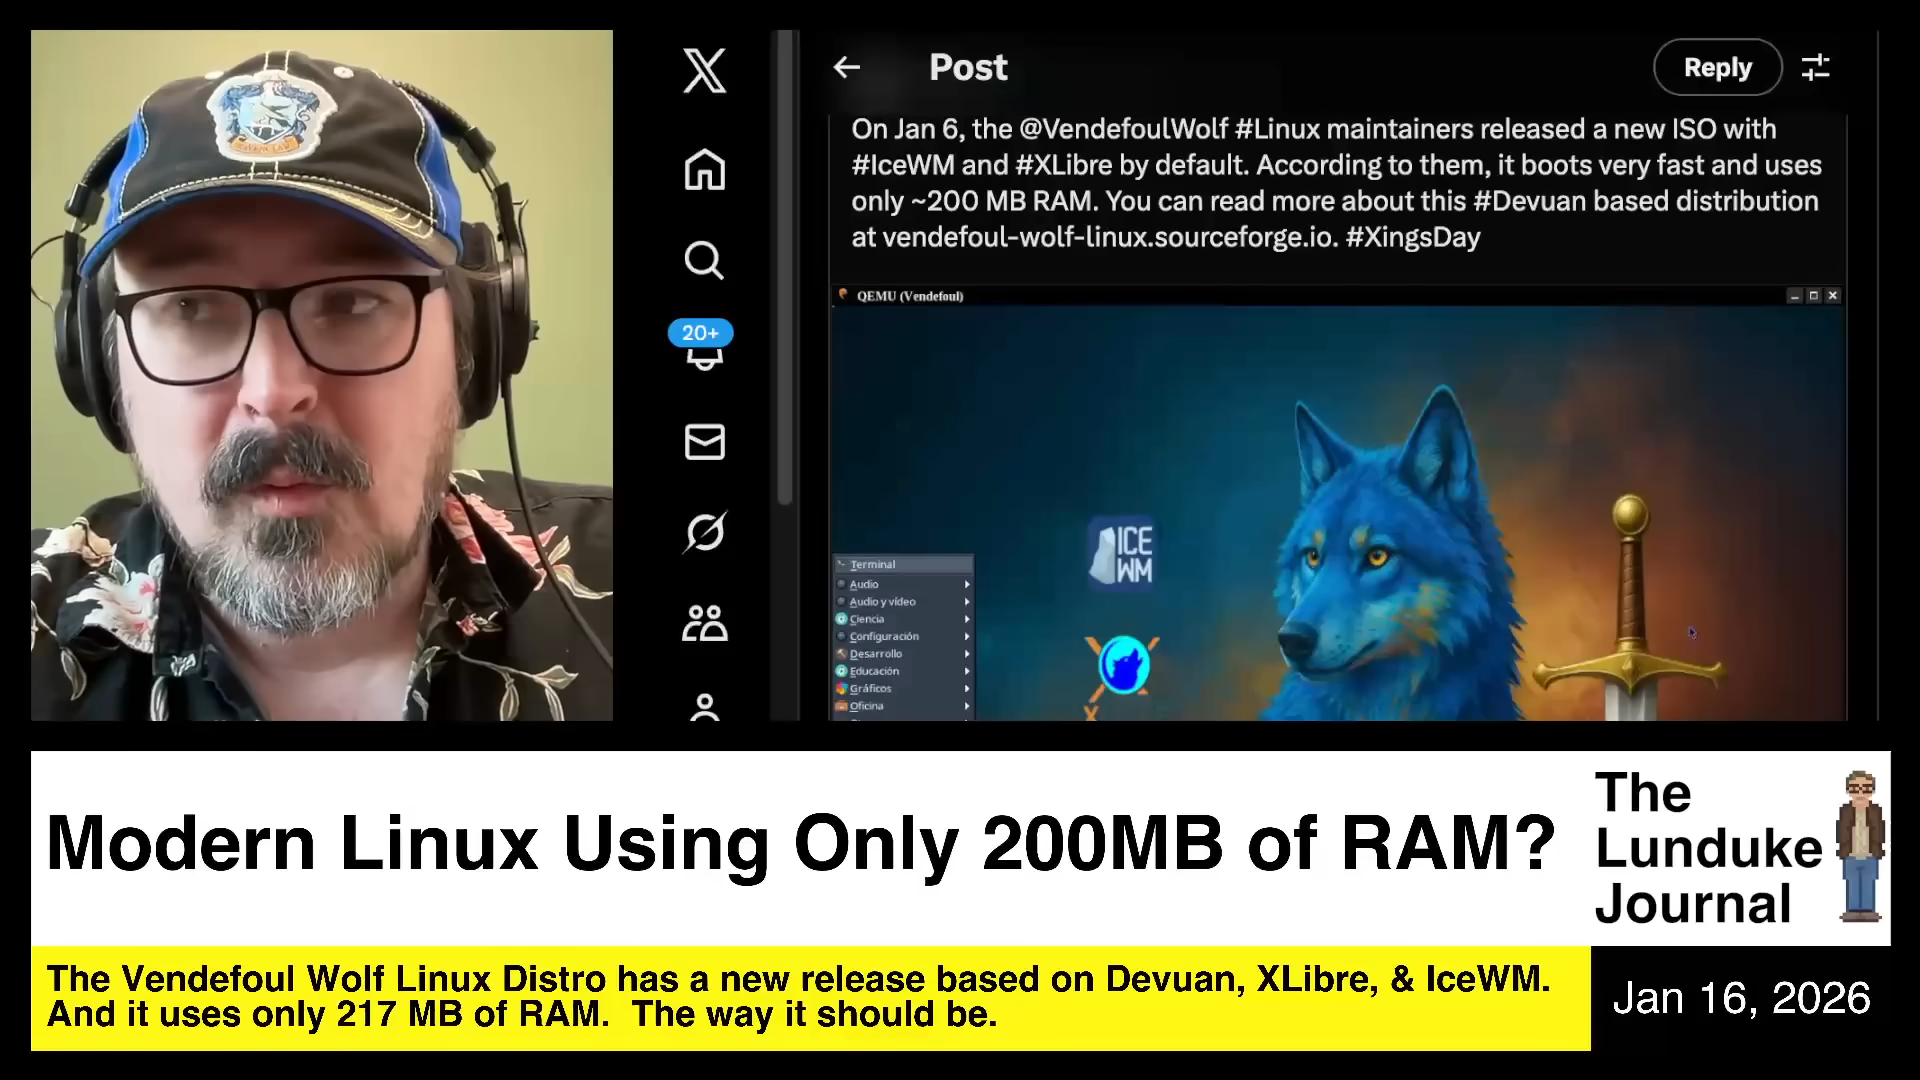 Post
Reply
On Jan 6, the @VendefoulWolf #Linux maintainers released a new ISO with
#IceWM and #XLibre by default. According to them, it boots very fast and uses
only ~200 MB RAM. You can read more about this #Devuan based distribution
at vendefoul-wolf-linux.sourceforge.io. #XingsDay
20+
QEMU (Vendefoul)
ICE
WM
Terminal
Audio
Audio y vídeo
Ciencia
Configuración
Desarrollo
Educación
Gráficos
Oficina
Modern Linux Using Only 200MB of RAM?
The
Lunduke
Journal
The Vendefoul Wolf Linux Distro has a new release based on Devuan, XLibre, & IceWM.
And it uses only 217 MB of RAM.  The way it should be.
Jan 16, 2026